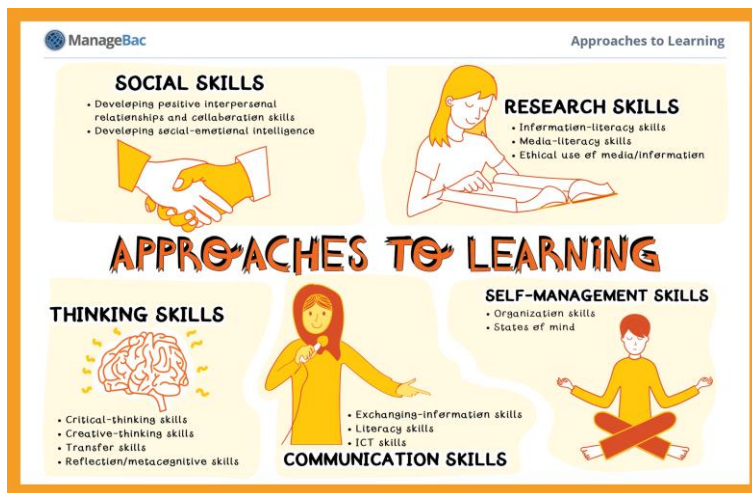 ManageBac
Approaches to Learning
SOCIAL SKILLS
• Developing positive interpersonal
relationships and collaboration skills
• Developing social-emotional intelligence
RESEARCH SKILLS
• Information-literacy skills
• Media-literacy skills
• Ethical use of media/information
APPROACHES TO LEARNING
THINKING SKILLS
• Critical-thinking skills
• Creative-thinking skills
• Transfer skills
• Reflection/metacognitive skills
• Exchanging-information skills
• Literacy skills
• ICT skills
COMMUNICATION SKILLS
SELF-MANAGEMENT SKILLS
• Organization skills
• States of mind